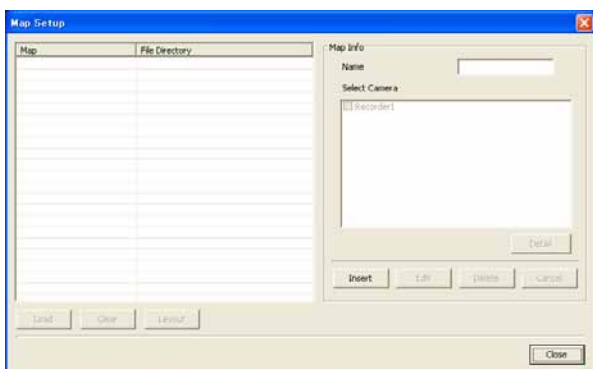 Map Setup
Map File Directory
Map Info
Name
Select Camera
Recorder1
Detail
Insert Edit Delete Cancel
Load Clear Layout
Close